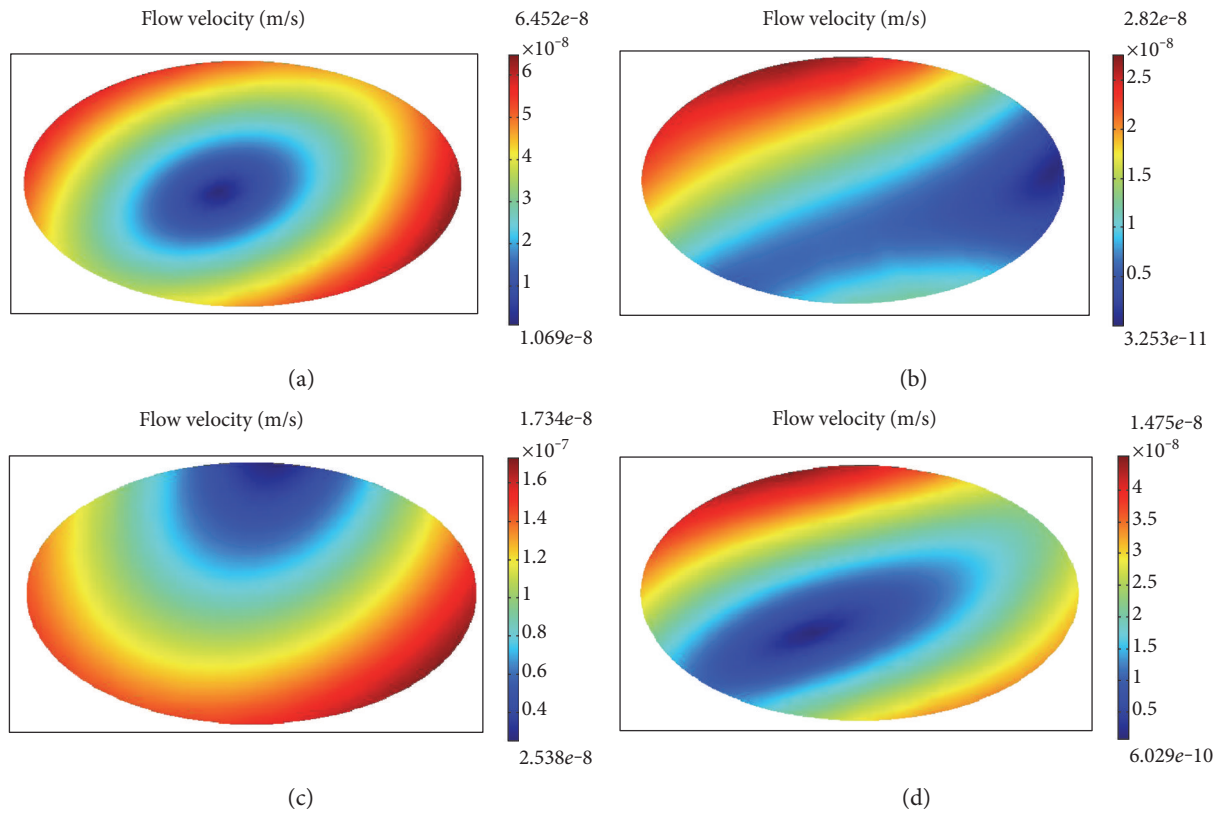 Flow velocity (m/s)
6.452e-8
×10⁻⁸
6
5
4
3
2
1
1.069e-8
(a)
Flow velocity (m/s)
2.82e-8
×10⁻⁸
2.5
2
1.5
1
0.5
3.253e-11
(b)
Flow velocity (m/s)
1.734e-8
×10⁻⁷
1.6
1.4
1.2
1
0.8
0.6
0.4
2.538e-8
(c)
Flow velocity (m/s)
1.475e-8
×10⁻⁸
4
3.5
3
2.5
2
1.5
1
0.5
6.029e-10
(d)